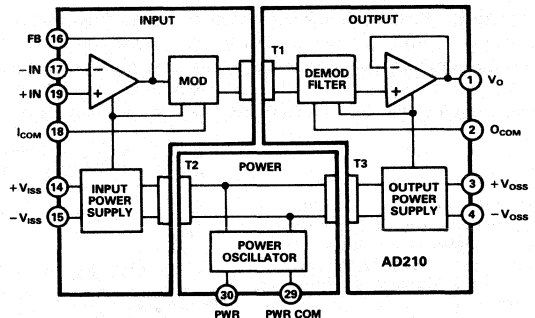 INPUT
OUTPUT
FB 16
−IN 17
+IN 19
ICOM 18
+VISS 14
−VISS 15
−
+
MOD
T1
DEMOD
FILTER
−
+
1 VO
2 OCOM
T2
POWER
T3
INPUT
POWER
SUPPLY
OUTPUT
POWER
SUPPLY
3 +VOSS
4 −VOSS
POWER
OSCILLATOR
AD210
30
29
PWR
PWR COM